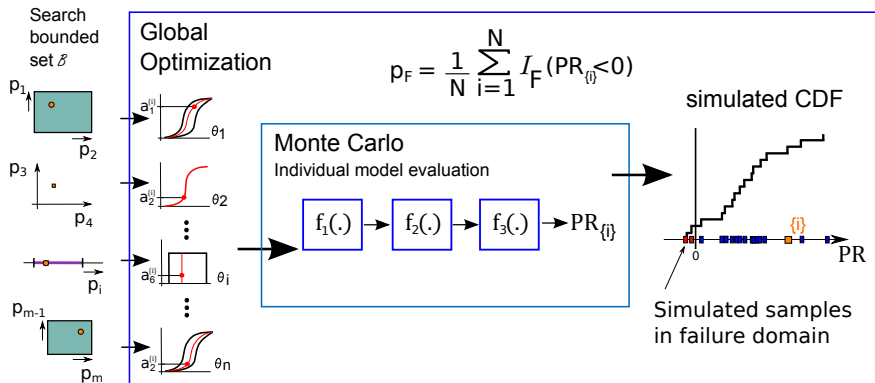 Search
bounded
set ℬ
p₁
p₂
p₃
p₄
pᵢ
pₘ₋₁
pₘ
Global
Optimization
a₁⁽ⁱ⁾
θ₁
a₂⁽ⁱ⁾
θ₂
a₆⁽ⁱ⁾
θᵢ
a₂⁽ⁱ⁾
θₙ
p_F = 1/N ∑_{i=1}^{N} I_F(PR_{i}<0)
Monte Carlo
Individual model evaluation
f₁(.)
f₂(.)
f₃(.)
PR_{i}
simulated CDF
{i}
0
PR
Simulated samples
in failure domain